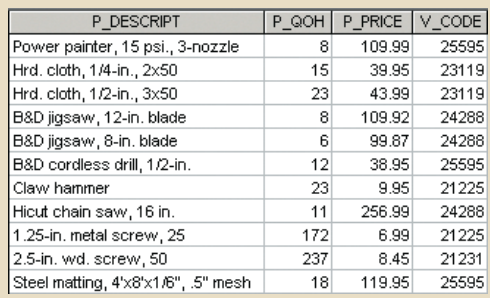 P_DESCRIPT P_QOH P_PRICE V_CODE
Power painter, 15 psi., 3-nozzle 8 109.99 25595
Hrd. cloth, 1/4-in., 2x50 15 39.95 23119
Hrd. cloth, 1/2-in., 3x50 23 43.99 23119
B&D jigsaw, 12-in. blade 8 109.92 24288
B&D jigsaw, 8-in. blade 6 99.87 24288
B&D cordless drill, 1/2-in. 12 38.95 25595
Claw hammer 23 9.95 21225
Hicut chain saw, 16 in. 11 256.99 24288
1.25-in. metal screw, 25 172 6.99 21225
2.5-in. wd. screw, 50 237 8.45 21231
Steel matting, 4'x8'x1/6", .5" mesh 18 119.95 25595